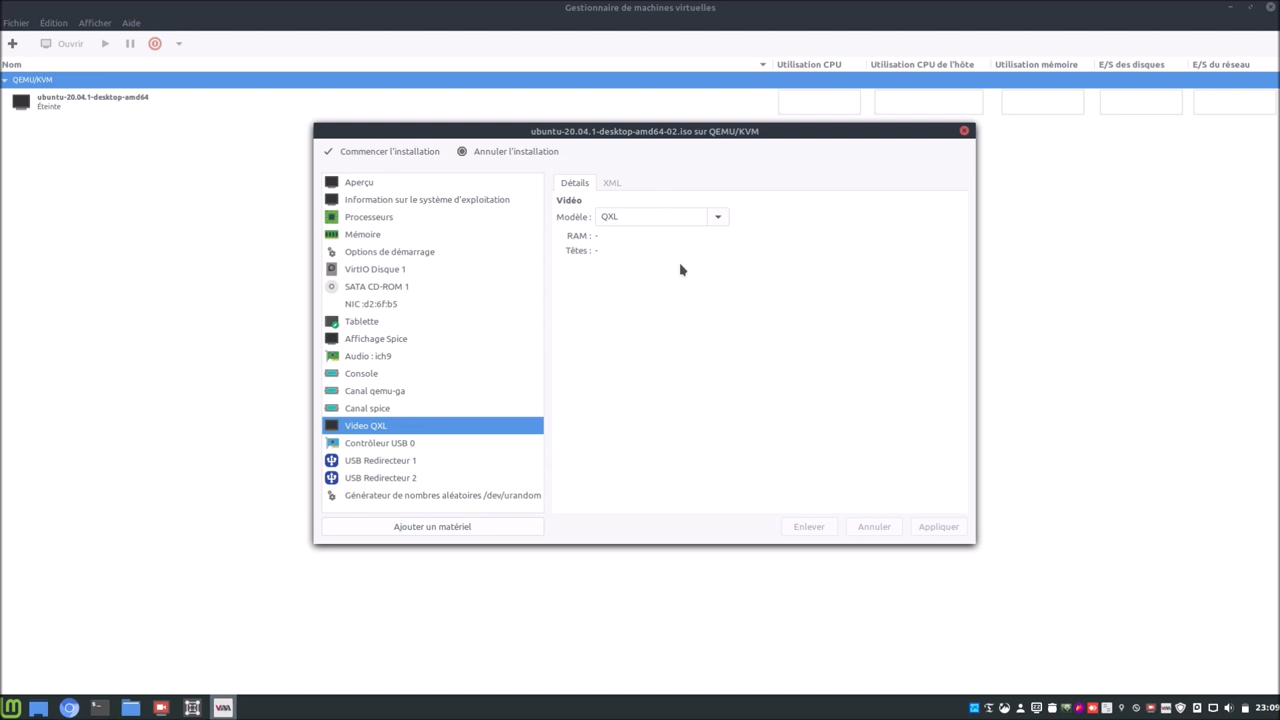 Gestionnaire de machines virtuelles
Fichier Édition Afficher Aide
Ouvrir
Nom Utilisation CPU Utilisation CPU de l'hôte Utilisation mémoire E/S des disques E/S du réseau
QEMU/KVM
ubuntu-20.04.1-desktop-amd64
Éteinte
ubuntu-20.04.1-desktop-amd64-02.iso sur QEMU/KVM
Commencer l'installation Annuler l'installation
Aperçu
Information sur le système d'exploitation
Processeurs
Mémoire
Options de démarrage
VirtIO Disque 1
SATA CD-ROM 1
NIC :d2:6f:b5
Tablette
Affichage Spice
Audio : ich9
Console
Canal qemu-ga
Canal spice
Video QXL
Contrôleur USB 0
USB Redirecteur 1
USB Redirecteur 2
Générateur de nombres aléatoires /dev/urandom
Ajouter un matériel
Détails XML
Vidéo
Modèle : QXL
RAM : -
Têtes : -
Enlever Annuler Appliquer
23:09